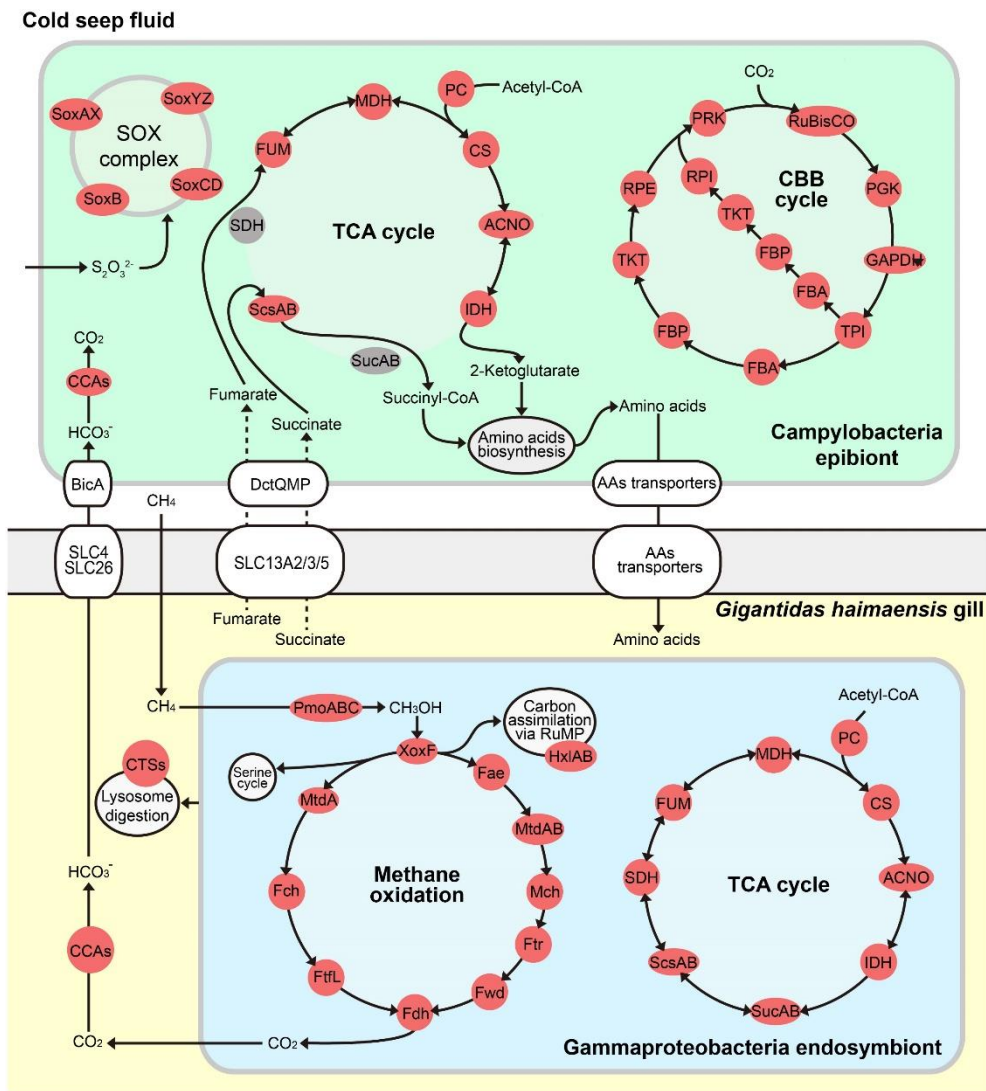 Cold seep fluid
SoxAX
SoxYZ
SOX
complex
SoxB
SoxCD
S₂O₃²⁻
CO₂
CCAs
HCO₃⁻
BicA
SLC4
SLC26
CH₄
MDH
PC
Acetyl-CoA
FUM
CS
SDH
TCA cycle
ACNO
ScsAB
IDH
SucAB
2-Ketoglutarate
Fumarate
Succinyl-CoA
Succinate
Amino acids
biosynthesis
Amino acids
DctQMP
AAs transporters
SLC13A2/3/5
AAs
transporters
Fumarate
Succinate
Amino acids
CO₂
PRK
RuBisCO
RPE
RPI
CBB
cycle
PGK
TKT
TKT
FBP
GAPDH
FBA
FBP
TPI
FBA
Campylobacteria
epibiont
Gigantidas haimaensis gill
CH₄
PmoABC
CH₃OH
Carbon
assimilation
via RuMP
HxlAB
XoxF
Serine
cycle
Fae
MtdA
MtdAB
CTSs
Lysosome
digestion
Methane
oxidation
Fch
Mch
Ftr
FtfL
Fwd
Fdh
HCO₃⁻
CCAs
CO₂
CO₂
Acetyl-CoA
MDH
PC
FUM
CS
SDH
TCA cycle
ACNO
ScsAB
IDH
SucAB
Gammaproteobacteria endosymbiont